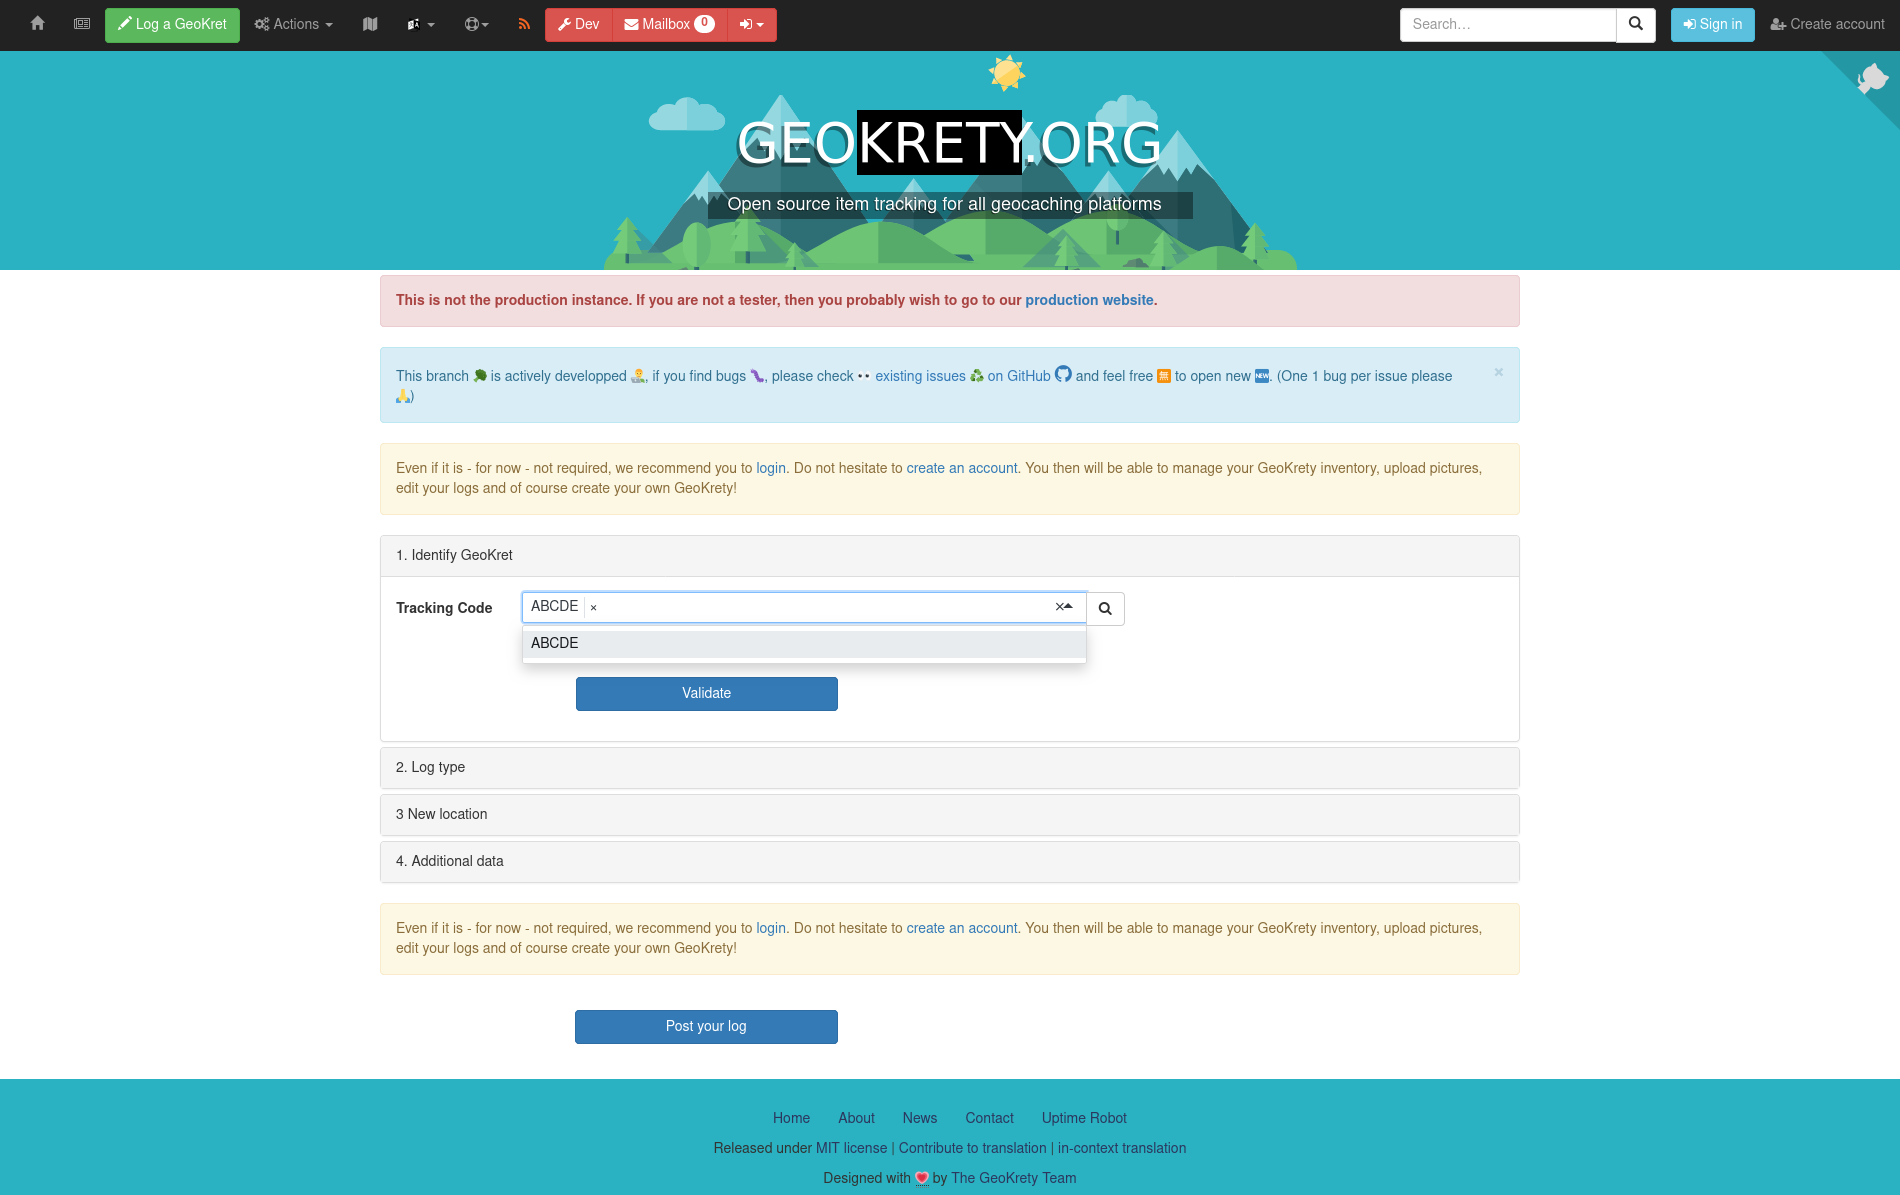 Log a GeoKret Actions Dev Mailbox 0 Search... Sign in Create account
GEOKRETY.ORG
Open source item tracking for all geocaching platforms
This is not the production instance. If you are not a tester, then you probably wish to go to our production website.
This branch 🌳 is actively developped 👷, if you find bugs 🐛, please check 👀 existing issues ♻ on GitHub and feel free 🈚 to open new 🆕. (One 1 bug per issue please
🙏)
Even if it is - for now - not required, we recommend you to login. Do not hesitate to create an account. You then will be able to manage your GeoKrety inventory, upload pictures,
edit your logs and of course create your own GeoKrety!
1. Identify GeoKret
Tracking Code ABCDE × ×
ABCDE
Validate
2. Log type
3 New location
4. Additional data
Even if it is - for now - not required, we recommend you to login. Do not hesitate to create an account. You then will be able to manage your GeoKrety inventory, upload pictures,
edit your logs and of course create your own GeoKrety!
Post your log
Home About News Contact Uptime Robot
Released under MIT license | Contribute to translation | in-context translation
Designed with 💗 by The GeoKrety Team